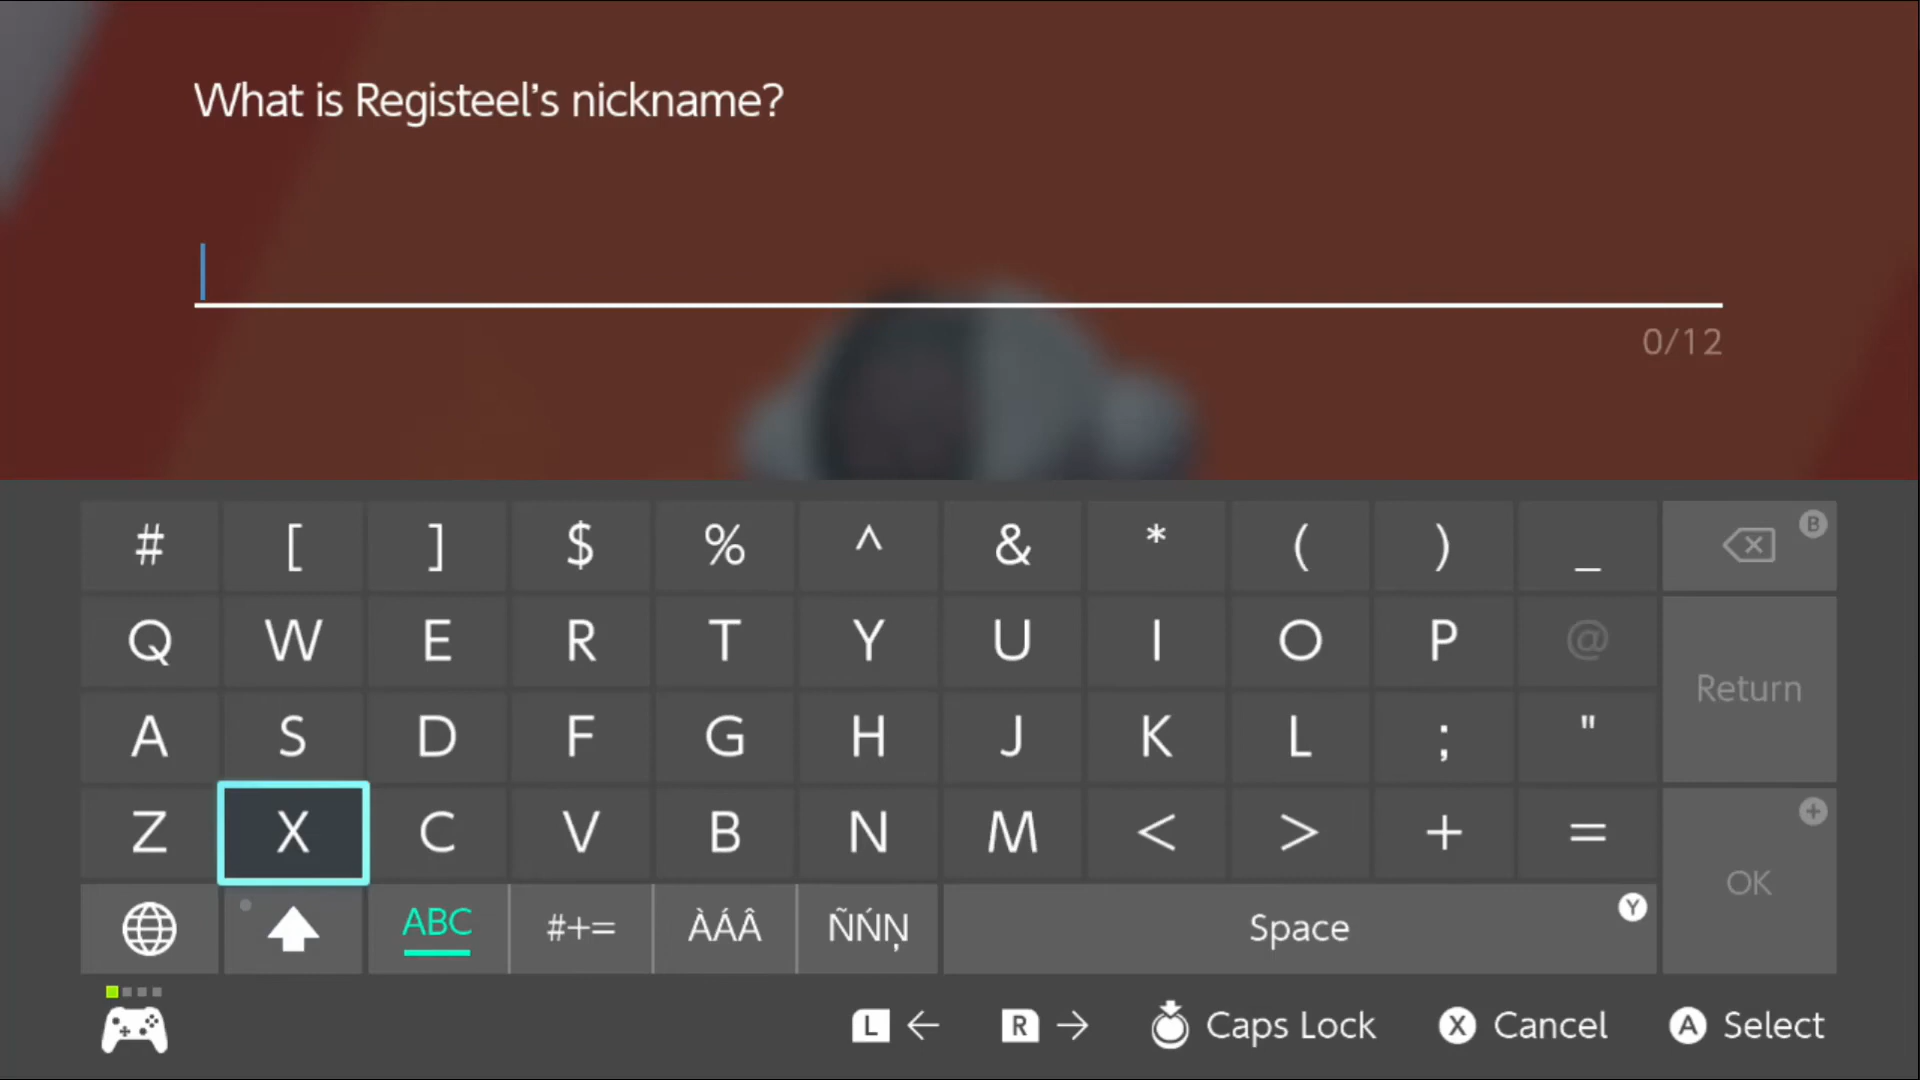 What is Registeel's nickname?
0/12
# [ ] $ % ^ & * ( ) _ B
Q W E R T Y U I O P @
Return
A S D F G H J K L ; "
Z X C V B N M < > + =
OK
ABC #+= ÀÁÂ ÑŃŅ Space Y
L ← R → Caps Lock X Cancel A Select